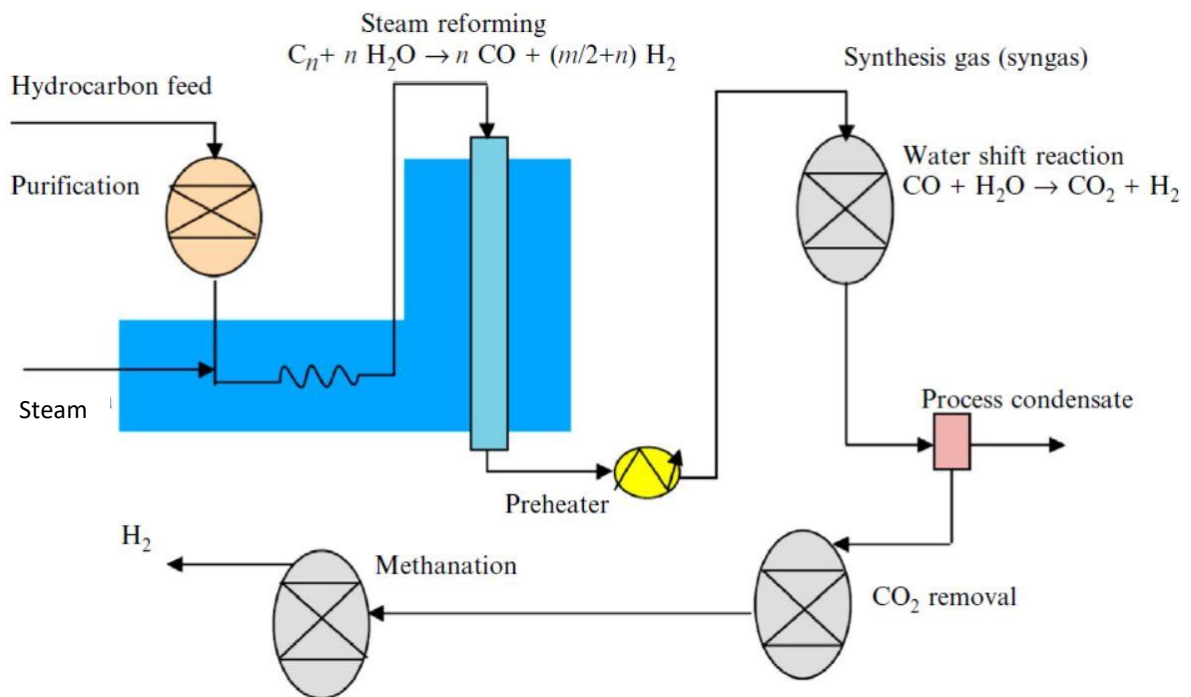 Steam reforming
Cn+ n H2O → n CO + (m/2+n) H2
Synthesis gas (syngas)
Hydrocarbon feed
Purification
Water shift reaction
CO + H2O → CO2 + H2
Steam
Process condensate
Preheater
H2
Methanation
CO2 removal